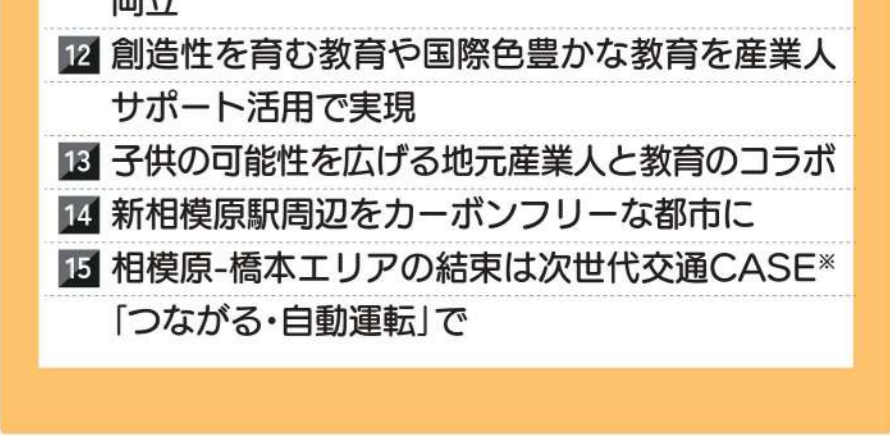 両立
12 創造性を育む教育や国際色豊かな教育を産業人
サポート活用で実現
13 子供の可能性を広げる地元産業人と教育のコラボ
14 新相模原駅周辺をカーボンフリーな都市に
15 相模原-橋本エリアの結束は次世代交通CASE※
「つながる・自動運転」で